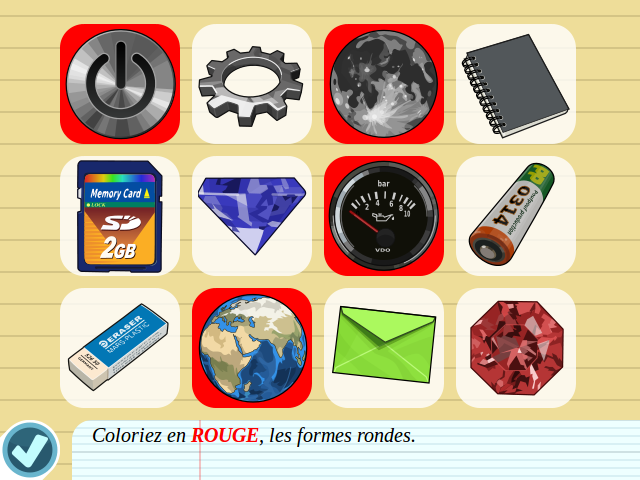 bar
2 4 6 8 10
VDO
Memory Card
LOCK
SD
2GB
0314
ERASER
MARS-PLASTIC
Coloriez en ROUGE, les formes rondes.